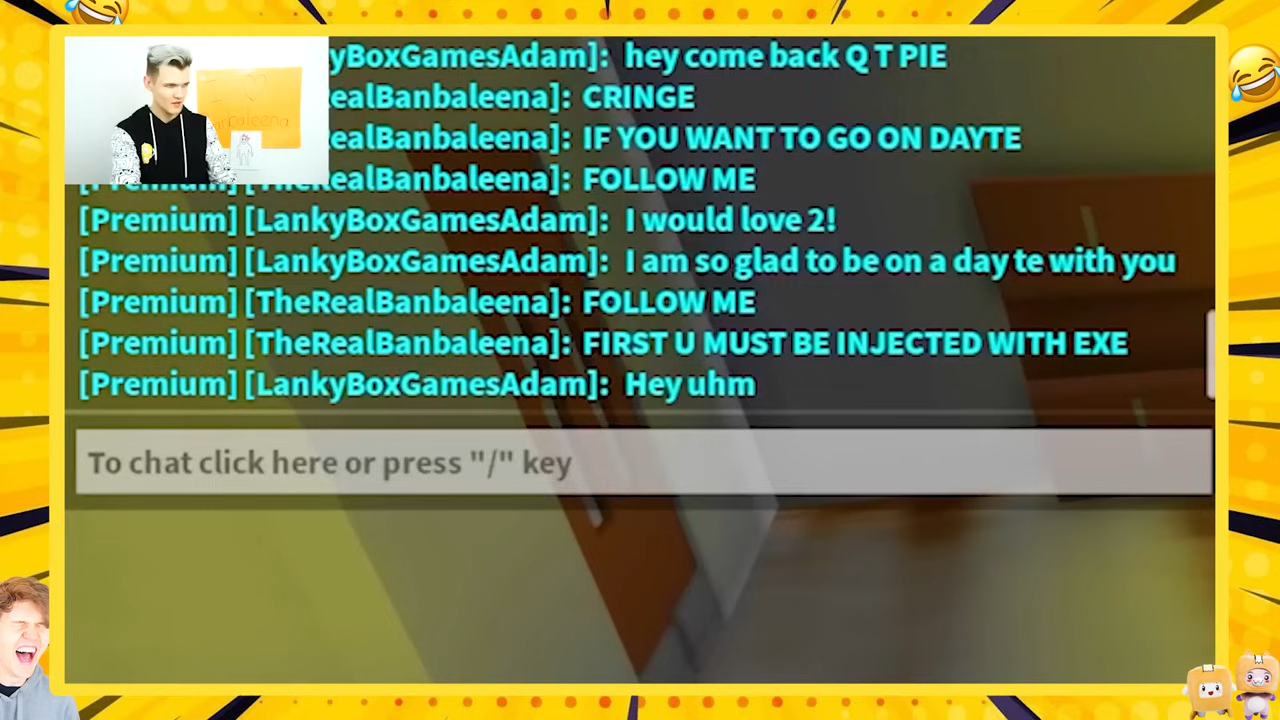 yBoxGamesAdam]: hey come back Q T PIE
ealBanbaleena]: CRINGE
ealBanbaleena]: IF YOU WANT TO GO ON DAYTE
ealBanbaleena]: FOLLOW ME
[Premium] [LankyBoxGamesAdam]: I would love 2!
[Premium] [LankyBoxGamesAdam]: I am so glad to be on a day te with you
[Premium] [TheRealBanbaleena]: FOLLOW ME
[Premium] [TheRealBanbaleena]: FIRST U MUST BE INJECTED WITH EXE
[Premium] [LankyBoxGamesAdam]: Hey uhm
To chat click here or press "/" key